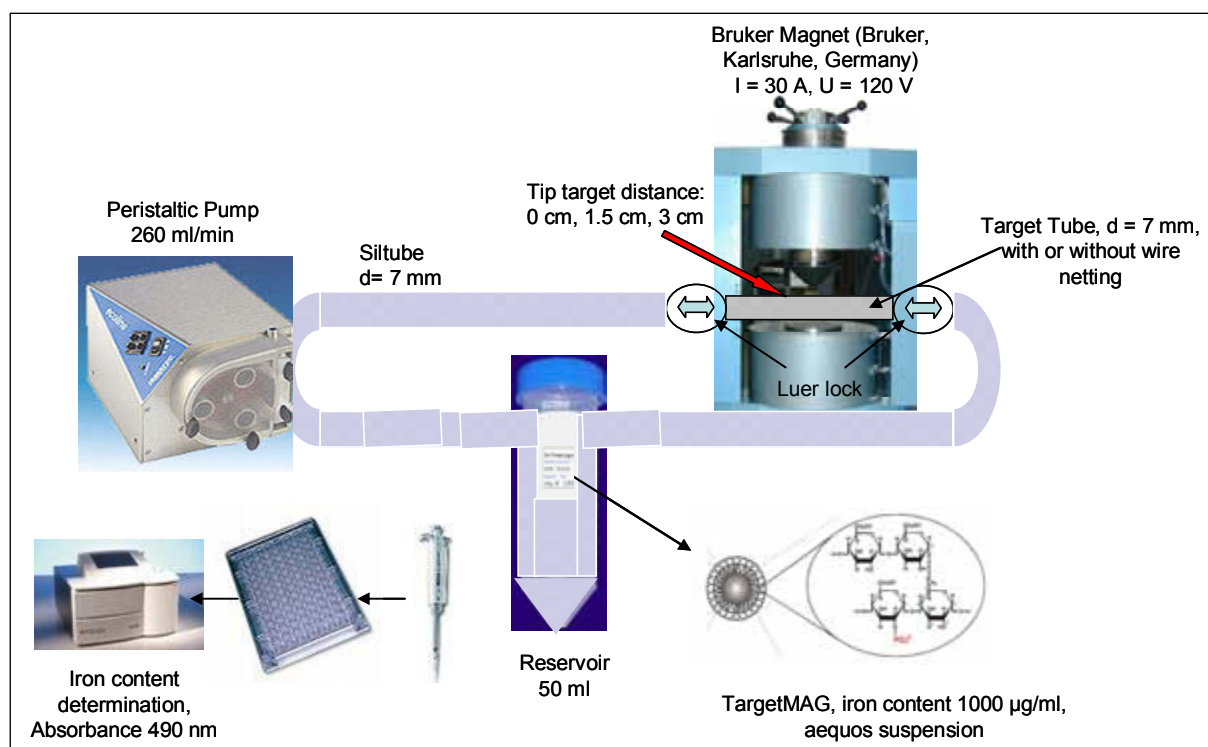 Bruker Magnet (Bruker,
Karlsruhe, Germany)
I = 30 A, U = 120 V
Tip target distance:
0 cm, 1.5 cm, 3 cm
Peristaltic Pump
260 ml/min
Siltube
d= 7 mm
Target Tube, d = 7 mm,
with or without wire
netting
ecoline
Luer lock
Iron content
determination,
Absorbance 490 nm
Reservoir
50 ml
TargetMAG, iron content 1000 µg/ml,
aequos suspension